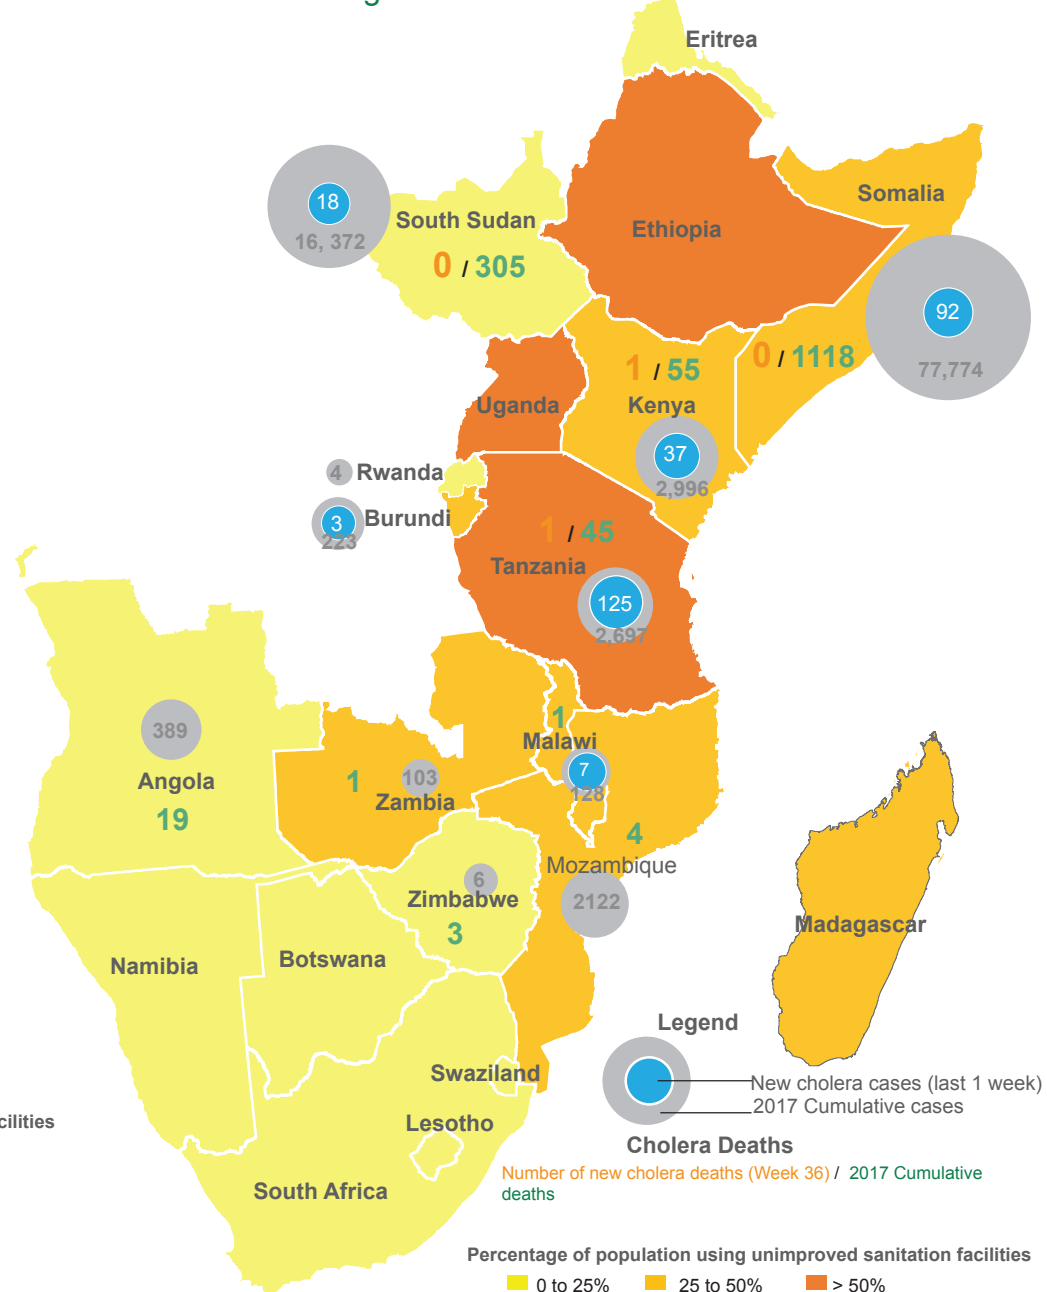 g
Eritrea
Somalia
18
16, 372
South Sudan
0 / 305
Ethiopia
92
77,774
0 / 1118
1 / 55
Kenya
37
2,996
Uganda
4 Rwanda
3 Burundi
223
1 / 45
Tanzania
125
2,697
389
Angola
19
1
Malawi
7
128
103
1
Zambia
4
Mozambique
2122
6
Zimbabwe
3
Madagascar
Namibia
Botswana
Legend
New cholera cases (last 1 week)
2017 Cumulative cases
Swaziland
Lesotho
cilities
Cholera Deaths
Number of new cholera deaths (Week 36) / 2017 Cumulative
deaths
South Africa
Percentage of population using unimproved sanitation facilities
0 to 25% 25 to 50% > 50%